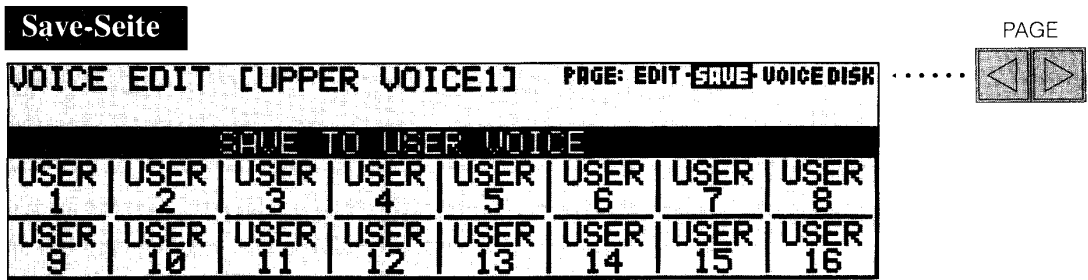 Save-Seite
PAGE
VOICE EDIT [UPPER VOICE1] PAGE: EDIT·SAVE·VOICE DISK
SAVE TO USER VOICE
USER 1 USER 2 USER 3 USER 4 USER 5 USER 6 USER 7 USER 8
USER 9 USER 10 USER 11 USER 12 USER 13 USER 14 USER 15 USER 16